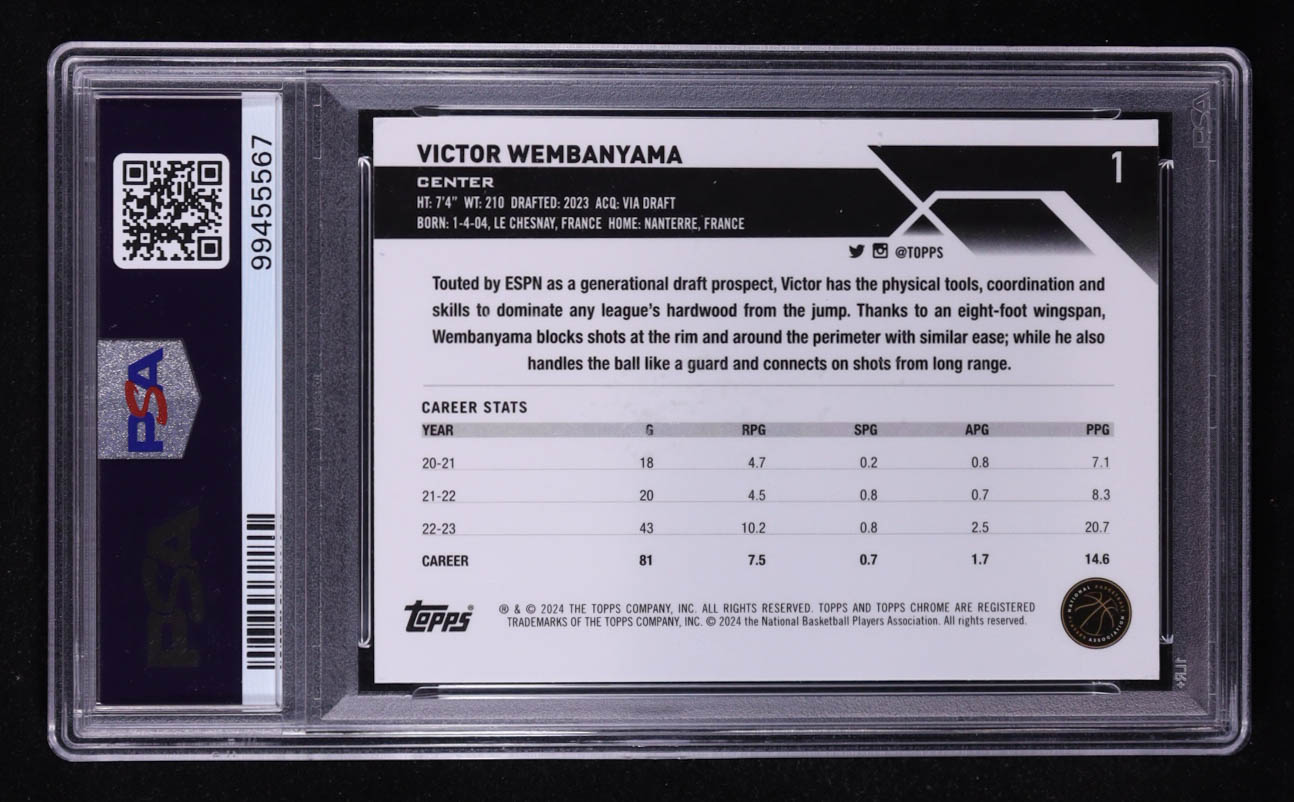 99455567
PSA
PSA
PSA
VICTOR WEMBANYAMA
1
CENTER
HT: 7'4" WT: 210 DRAFTED: 2023 ACQ: VIA DRAFT
BORN: 1-4-04, LE CHESNAY, FRANCE HOME: NANTERRE, FRANCE
@TOPPS
Touted by ESPN as a generational draft prospect, Victor has the physical tools, coordination and
skills to dominate any league's hardwood from the jump. Thanks to an eight-foot wingspan,
Wembanyama blocks shots at the rim and around the perimeter with similar ease; while he also
handles the ball like a guard and connects on shots from long range.
CAREER STATS
YEAR G RPG SPG APG PPG
20-21 18 4.7 0.2 0.8 7.1
21-22 20 4.5 0.8 0.7 8.3
22-23 43 10.2 0.8 2.5 20.7
CAREER 81 7.5 0.7 1.7 14.6
topps®
® & © 2024 THE TOPPS COMPANY, INC. ALL RIGHTS RESERVED. TOPPS AND TOPPS CHROME ARE REGISTERED
TRADEMARKS OF THE TOPPS COMPANY, INC. © 2024 the National Basketball Players Association. All rights reserved.
NATIONAL BASKETBALL
PLAYERS ASSOCIATION